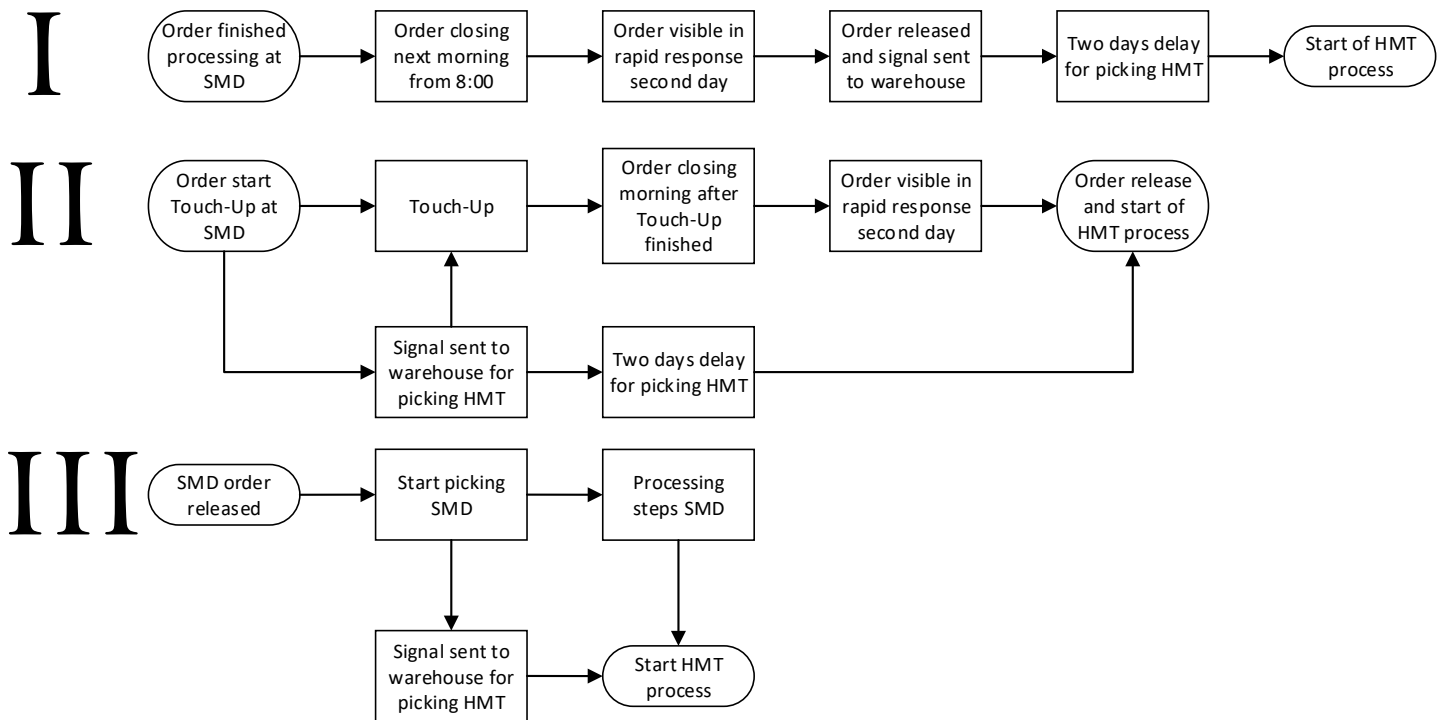 I
Order finished
processing at
SMD
Order closing
next morning
from 8:00
Order visible in
rapid response
second day
Order released
and signal sent
to warehouse
Two days delay
for picking HMT
Start of HMT
process
II
Order start
Touch-Up at
SMD
Touch-Up
Order closing
morning after
Touch-Up
finished
Order visible in
rapid response
second day
Order release
and start of
HMT process
Signal sent to
warehouse for
picking HMT
Two days delay
for picking HMT
III
SMD order
released
Start picking
SMD
Processing
steps SMD
Signal sent to
warehouse for
picking HMT
Start HMT
process